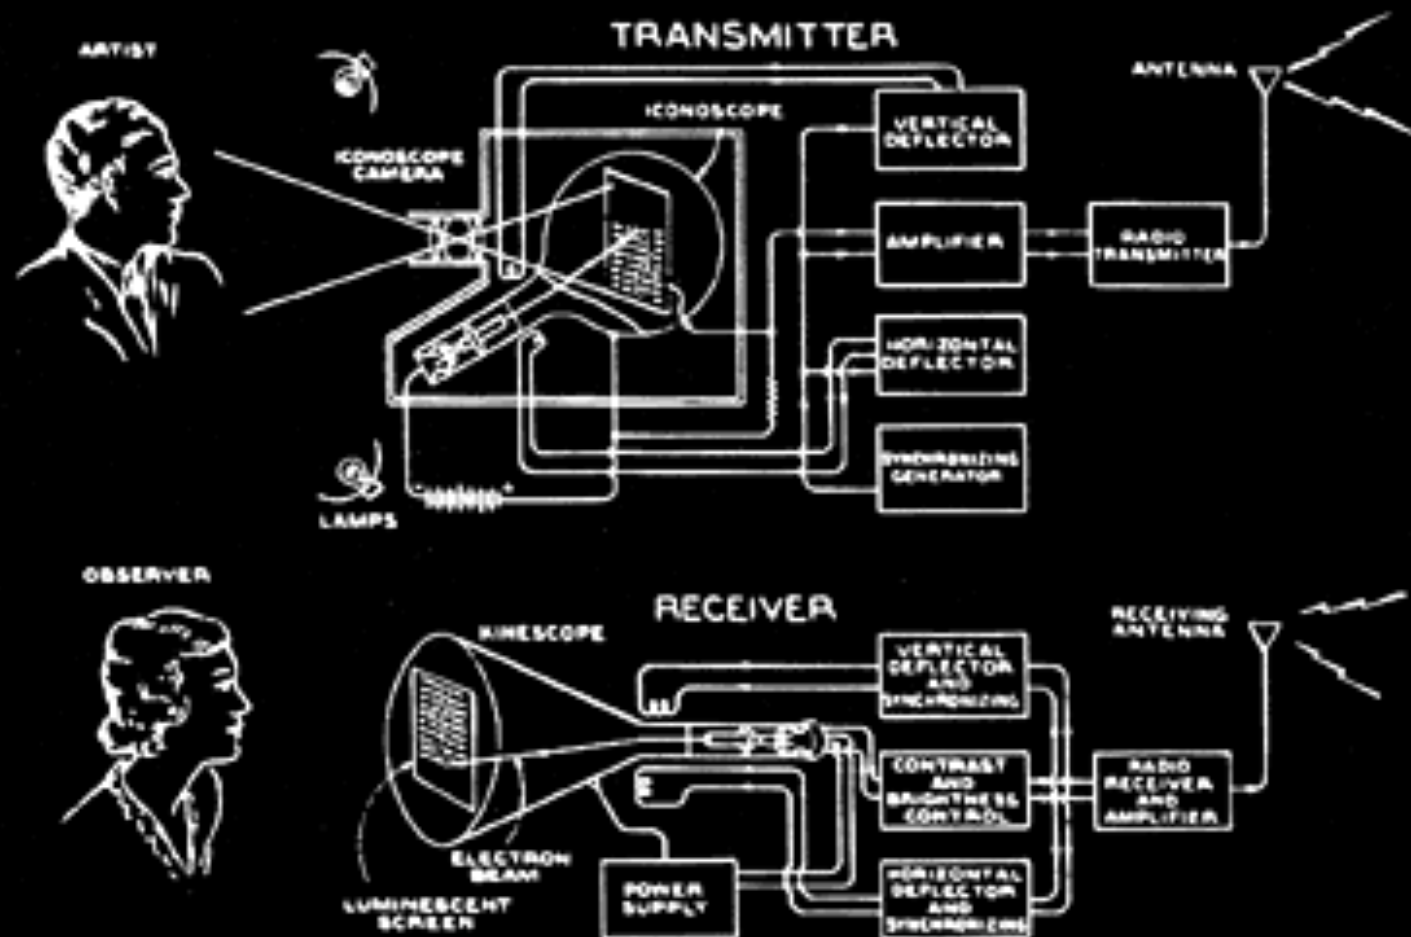 TRANSMITTER
ARTIST
ANTENNA
ICONOSCOPE
VERTICAL
DEFLECTOR
ICONOSCOPE
CAMERA
AMPLIFIER
RADIO
TRANSMITTER
HORIZONTAL
DEFLECTOR
SYNCHRONIZING
GENERATOR
- +
LAMPS
OBSERVER
RECEIVER
KINESCOPE
RECEIVING
ANTENNA
VERTICAL
DEFLECTOR
AND
SYNCHRONIZING
CONTRAST
AND
BRIGHTNESS
CONTROL
RADIO
RECEIVER
AND
AMPLIFIER
ELECTRON
BEAM
LUMINESCENT
SCREEN
POWER
SUPPLY
HORIZONTAL
DEFLECTOR
AND
SYNCHRONIZING